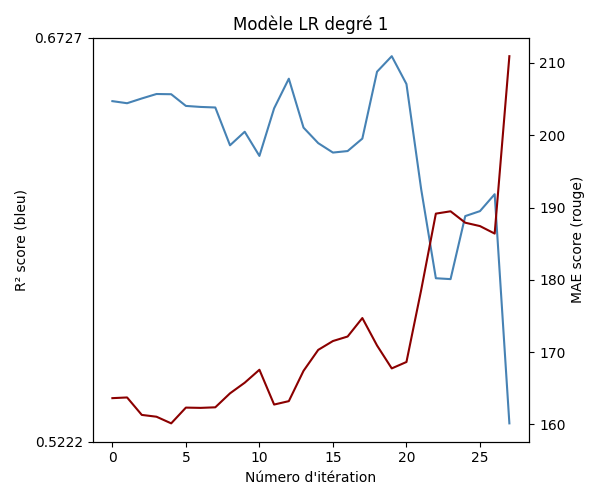 Modèle LR degré 1
0.6727
0.5222
R² score (bleu)
210
200
190
180
170
160
MAE score (rouge)
0 5 10 15 20 25
Número d'itération